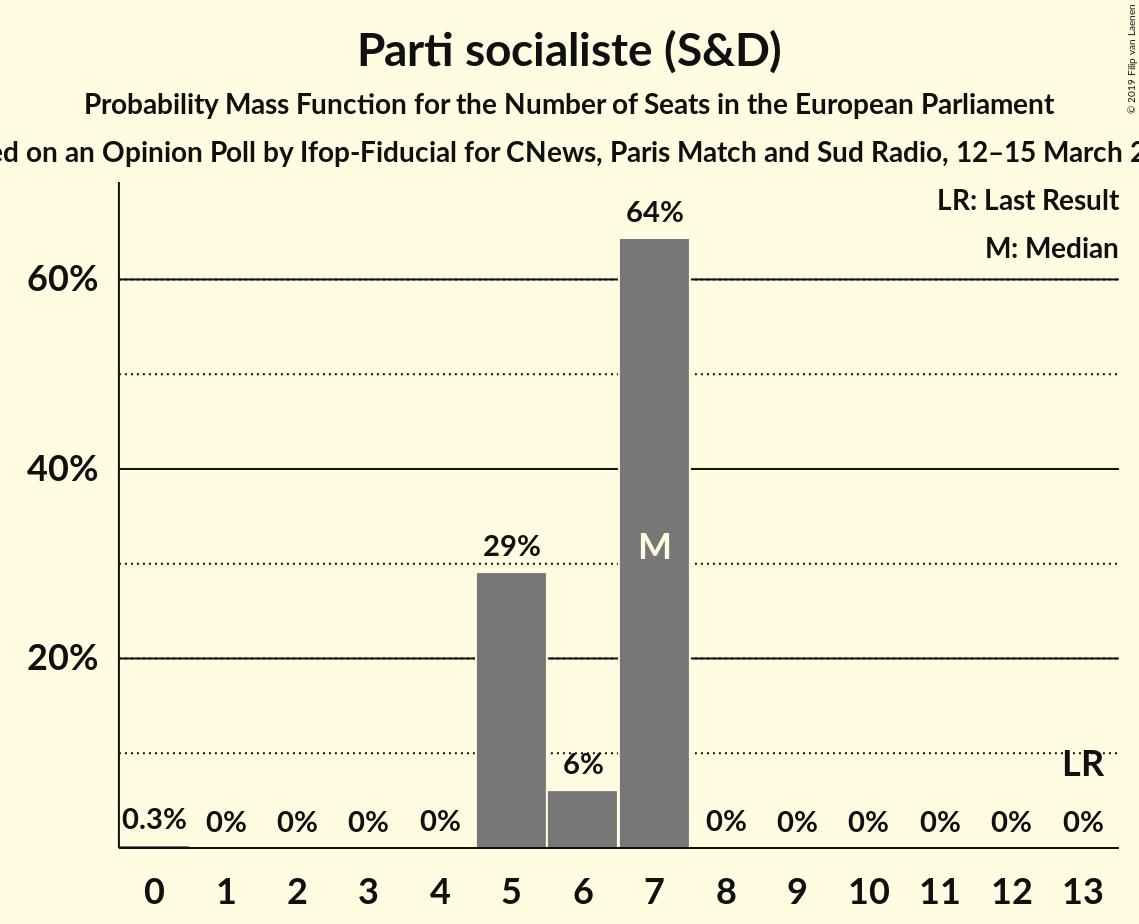 Parti socialiste (S&D)
Probability Mass Function for the Number of Seats in the European Parliament
on an Opinion Poll by Ifop-Fiducial for CNews, Paris Match and Sud Radio, 12–15 March
© 2019 Filip van Laenen
LR: Last Result
M: Median
60%
40%
20%
0.3%
0%
0%
0%
0%
29%
6%
64%
M
0%
0%
0%
0%
0%
0%
LR
0 1 2 3 4 5 6 7 8 9 10 11 12 13